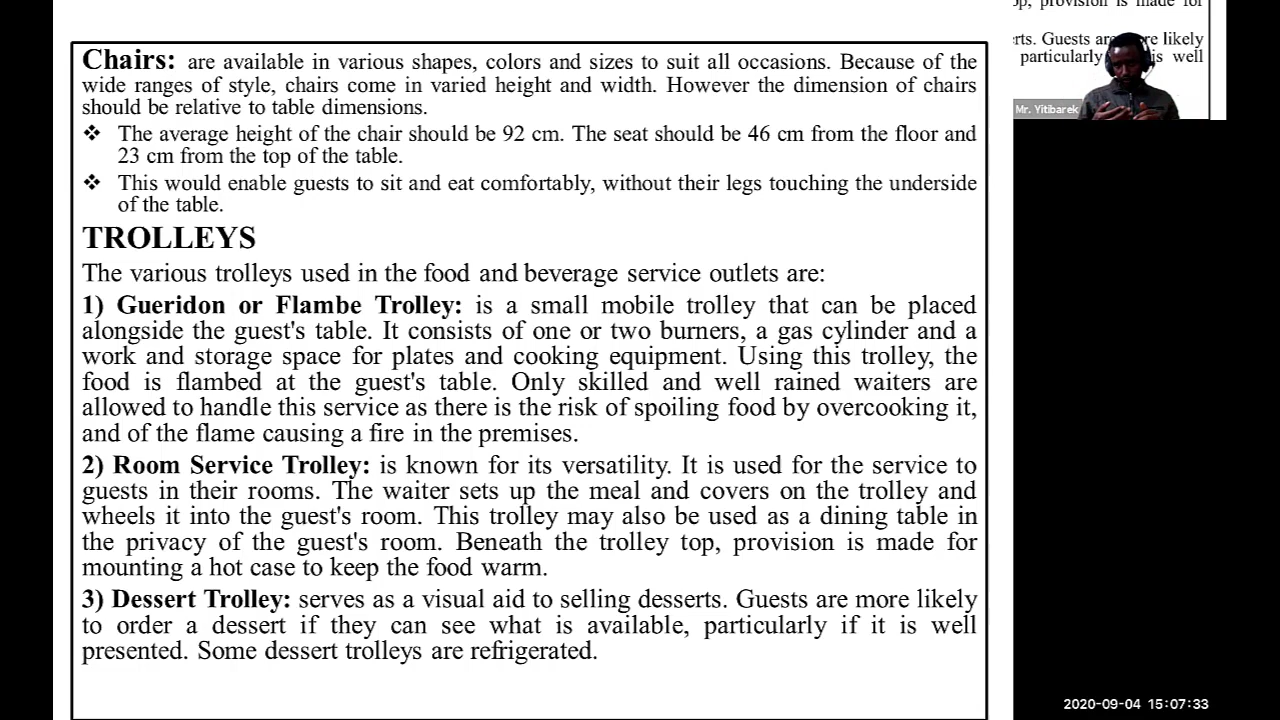 Chairs: are available in various shapes, colors and sizes to suit all occasions. Because of the
wide ranges of style, chairs come in varied height and width. However the dimension of chairs
should be relative to table dimensions.
❖ The average height of the chair should be 92 cm. The seat should be 46 cm from the floor and
23 cm from the top of the table.
❖ This would enable guests to sit and eat comfortably, without their legs touching the underside
of the table.
TROLLEYS
The various trolleys used in the food and beverage service outlets are:
1) Gueridon or Flambe Trolley: is a small mobile trolley that can be placed
alongside the guest's table. It consists of one or two burners, a gas cylinder and a
work and storage space for plates and cooking equipment. Using this trolley, the
food is flambed at the guest's table. Only skilled and well rained waiters are
allowed to handle this service as there is the risk of spoiling food by overcooking it,
and of the flame causing a fire in the premises.
2) Room Service Trolley: is known for its versatility. It is used for the service to
guests in their rooms. The waiter sets up the meal and covers on the trolley and
wheels it into the guest's room. This trolley may also be used as a dining table in
the privacy of the guest's room. Beneath the trolley top, provision is made for
mounting a hot case to keep the food warm.
3) Dessert Trolley: serves as a visual aid to selling desserts. Guests are more likely
to order a dessert if they can see what is available, particularly if it is well
presented. Some dessert trolleys are refrigerated.
provision is made for
Guests likely
particularly is well
Mr. Yitibarek
2020-09-04 15:07:33